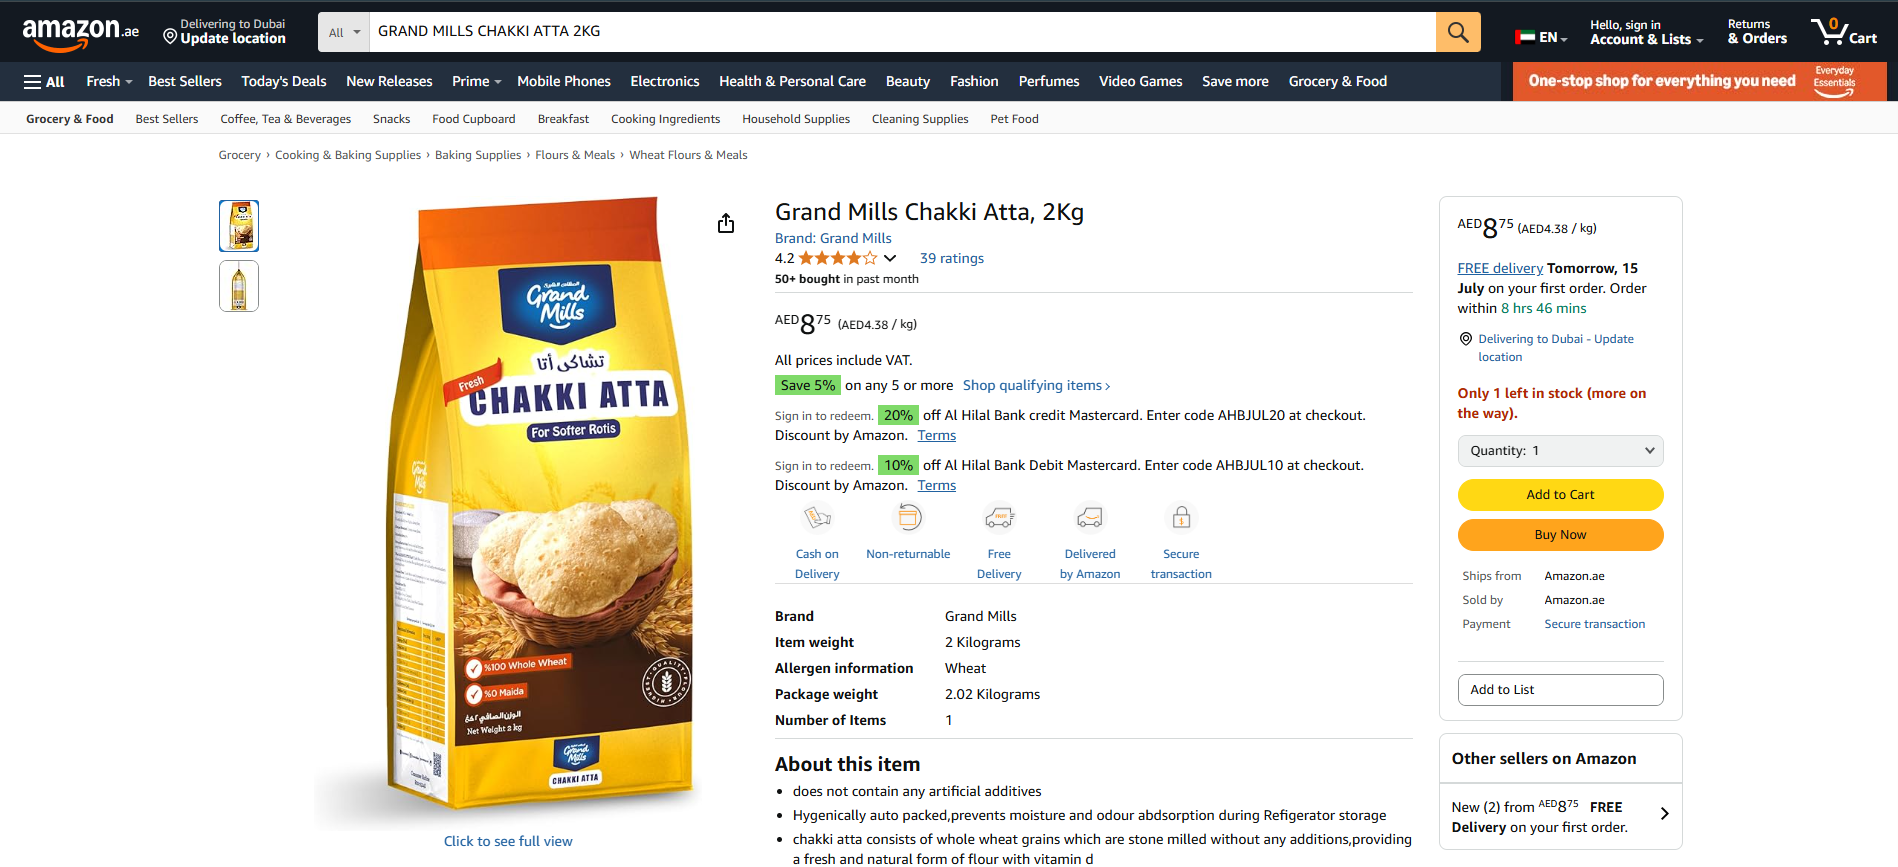 amazon.ae
Delivering to Dubai
Update location
All
GRAND MILLS CHAKKI ATTA 2KG
EN
Hello, sign in
Account & Lists
Returns
& Orders
0
Cart
All
Fresh
Best Sellers
Today's Deals
New Releases
Prime
Mobile Phones
Electronics
Health & Personal Care
Beauty
Fashion
Perfumes
Video Games
Save more
Grocery & Food
One-stop shop for everything you need
Everyday
Essentials
Grocery & Food
Best Sellers
Coffee, Tea & Beverages
Snacks
Food Cupboard
Breakfast
Cooking Ingredients
Household Supplies
Cleaning Supplies
Pet Food
Grocery › Cooking & Baking Supplies › Baking Supplies › Flours & Meals › Wheat Flours & Meals
Grand
Mills
تشاكي أتا
Fresh
CHAKKI ATTA
For Softer Rotis
Grand
Mills
%100 Whole Wheat
%0 Maida
QUALITY
HIGHEST
الوزن الصافي ٢ كغ
Net Weight 2 kg
Grand
Mills
CHAKKI ATTA
Click to see full view
Grand Mills Chakki Atta, 2Kg
Brand: Grand Mills
4.2
39 ratings
50+ bought in past month
AED8 75 (AED4.38 / kg)
All prices include VAT.
Save 5% on any 5 or more Shop qualifying items ›
Sign in to redeem. 20% off Al Hilal Bank credit Mastercard. Enter code AHBJUL20 at checkout.
Discount by Amazon. Terms
Sign in to redeem. 10% off Al Hilal Bank Debit Mastercard. Enter code AHBJUL10 at checkout.
Discount by Amazon. Terms
Cash on
Delivery
Non-returnable
Free
Delivery
Delivered
by Amazon
Secure
transaction
Brand Grand Mills
Item weight 2 Kilograms
Allergen information Wheat
Package weight 2.02 Kilograms
Number of Items 1
About this item
• does not contain any artificial additives
• Hygenically auto packed,prevents moisture and odour abdsorption during Refigerator storage
• chakki atta consists of whole wheat grains which are stone milled without any additions,providing
a fresh and natural form of flour with vitamin d
AED8 75 (AED4.38 / kg)
FREE delivery Tomorrow, 15
July on your first order. Order
within 8 hrs 46 mins
Delivering to Dubai - Update
location
Only 1 left in stock (more on
the way).
Quantity: 1
Add to Cart
Buy Now
Ships from Amazon.ae
Sold by Amazon.ae
Payment Secure transaction
Add to List
Other sellers on Amazon
New (2) from AED8 75 FREE
Delivery on your first order.